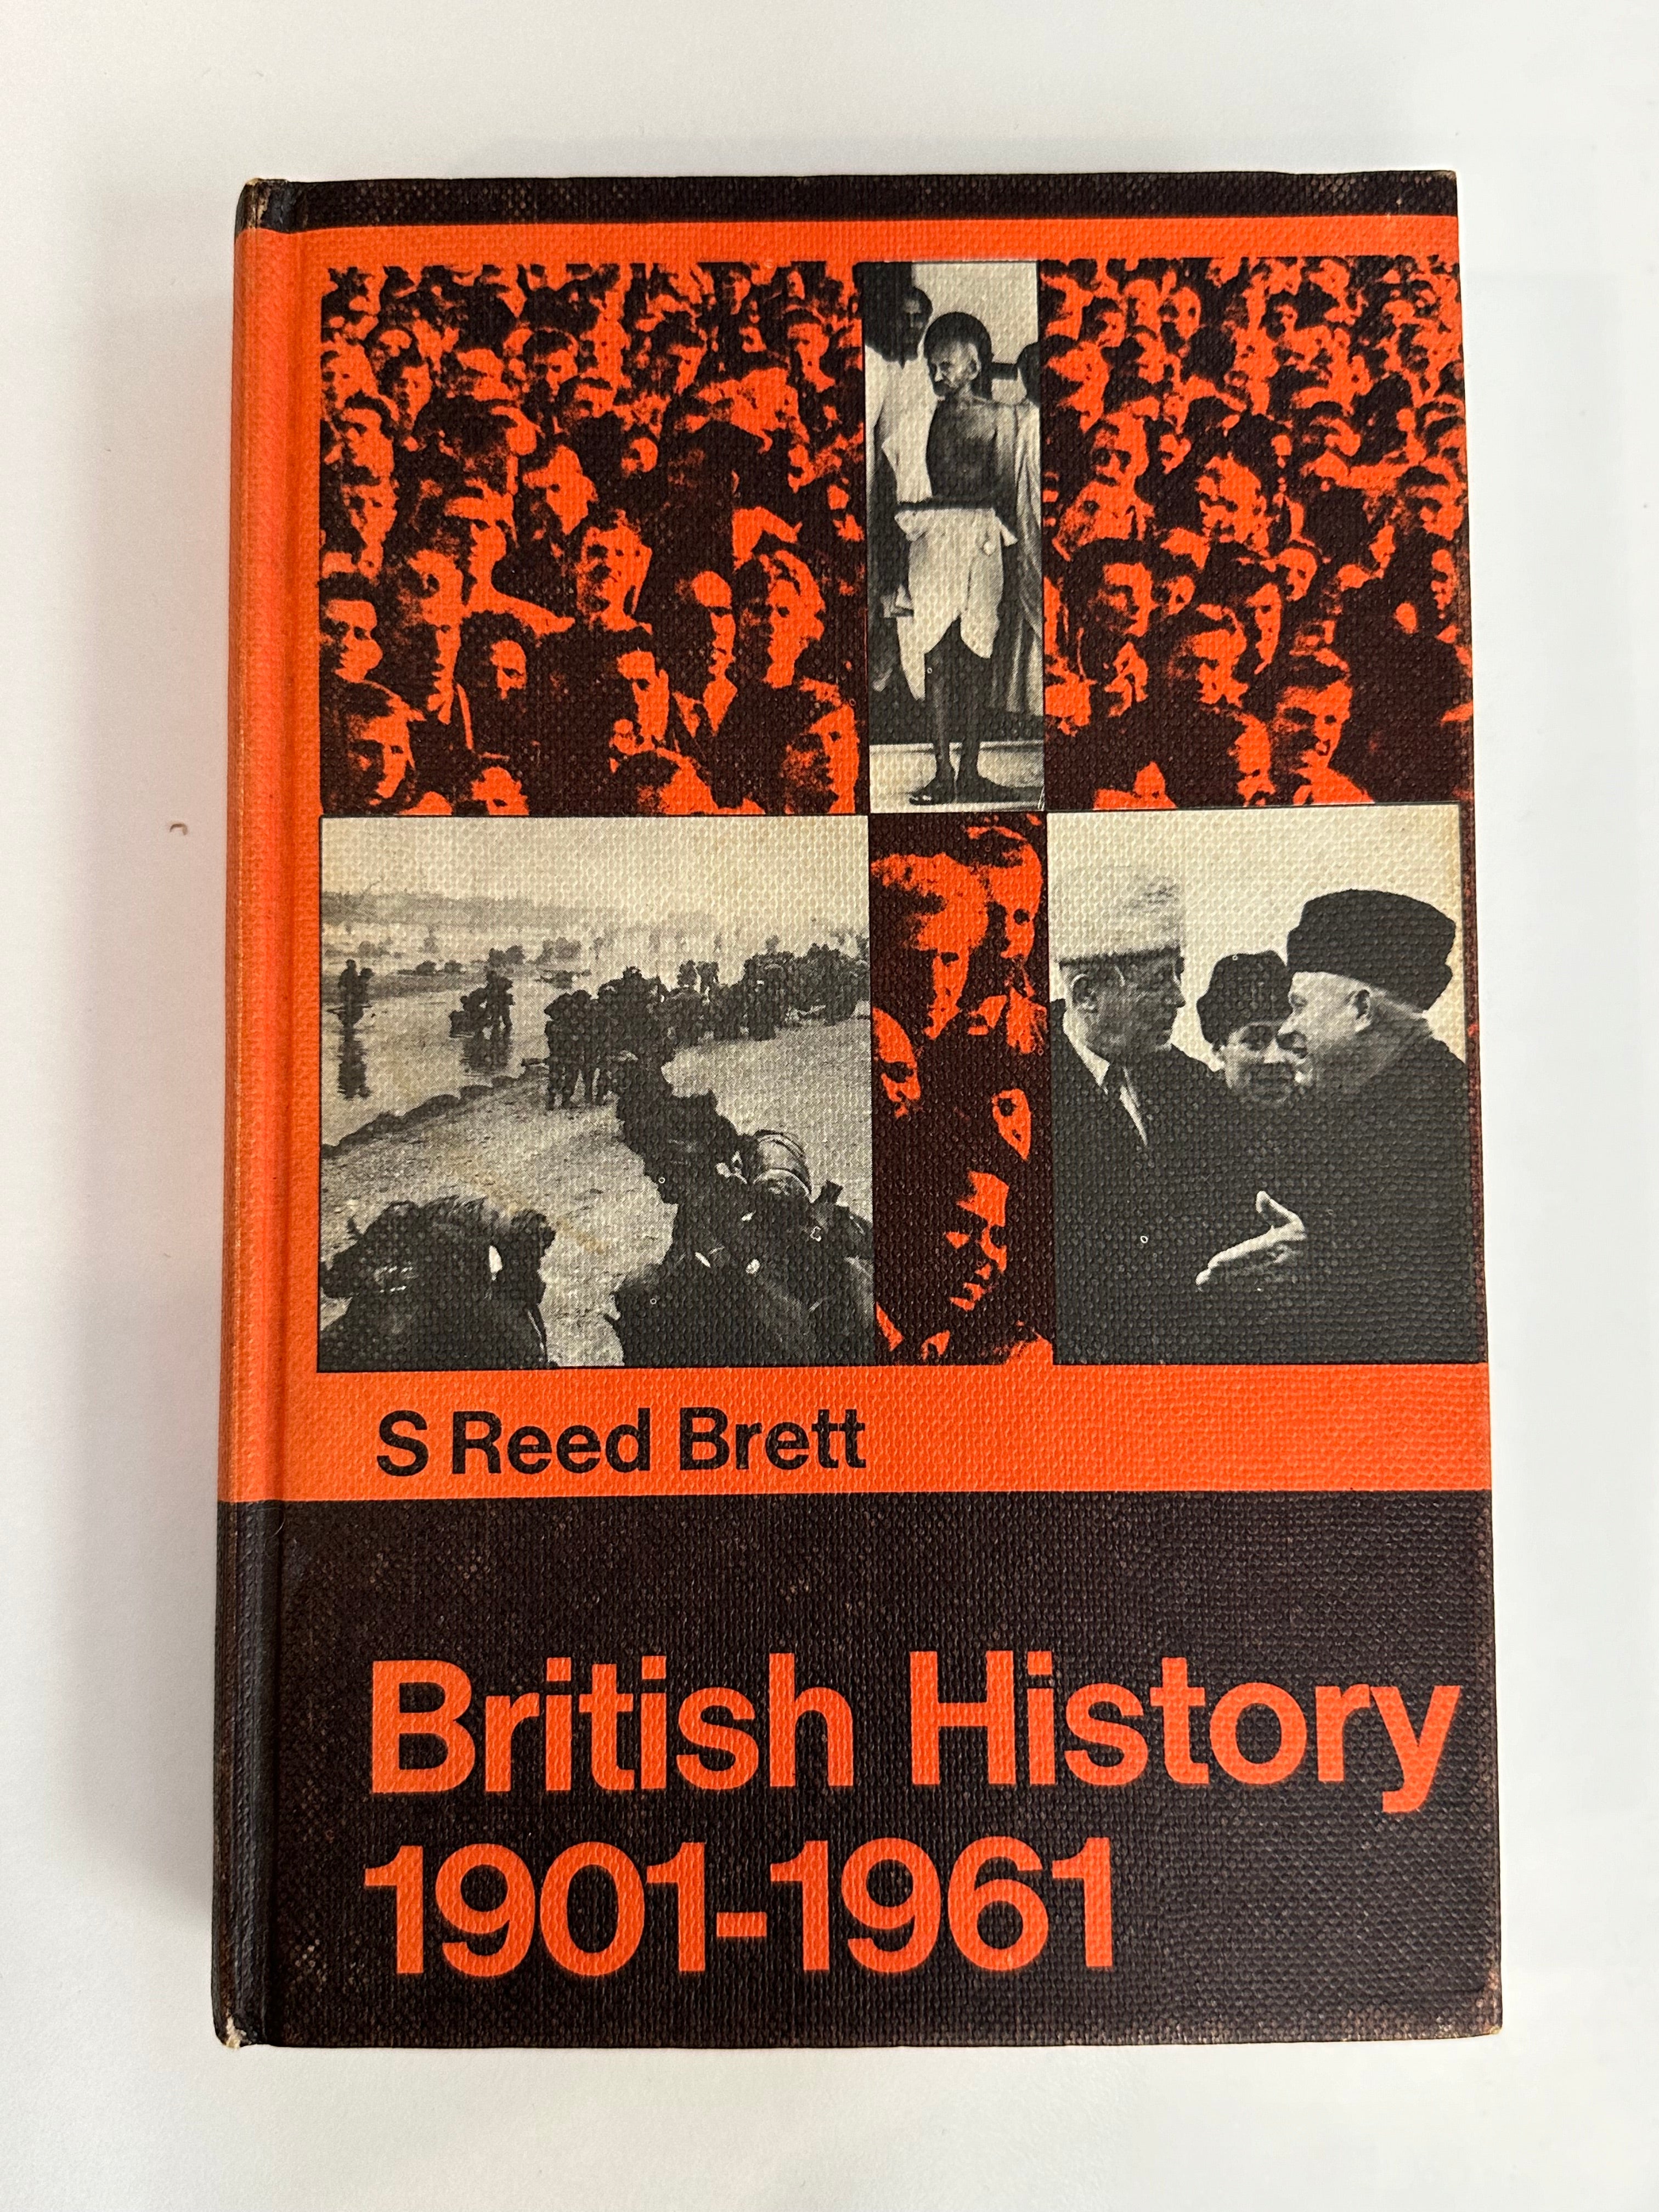 S Reed Brett
British History
1901-1961